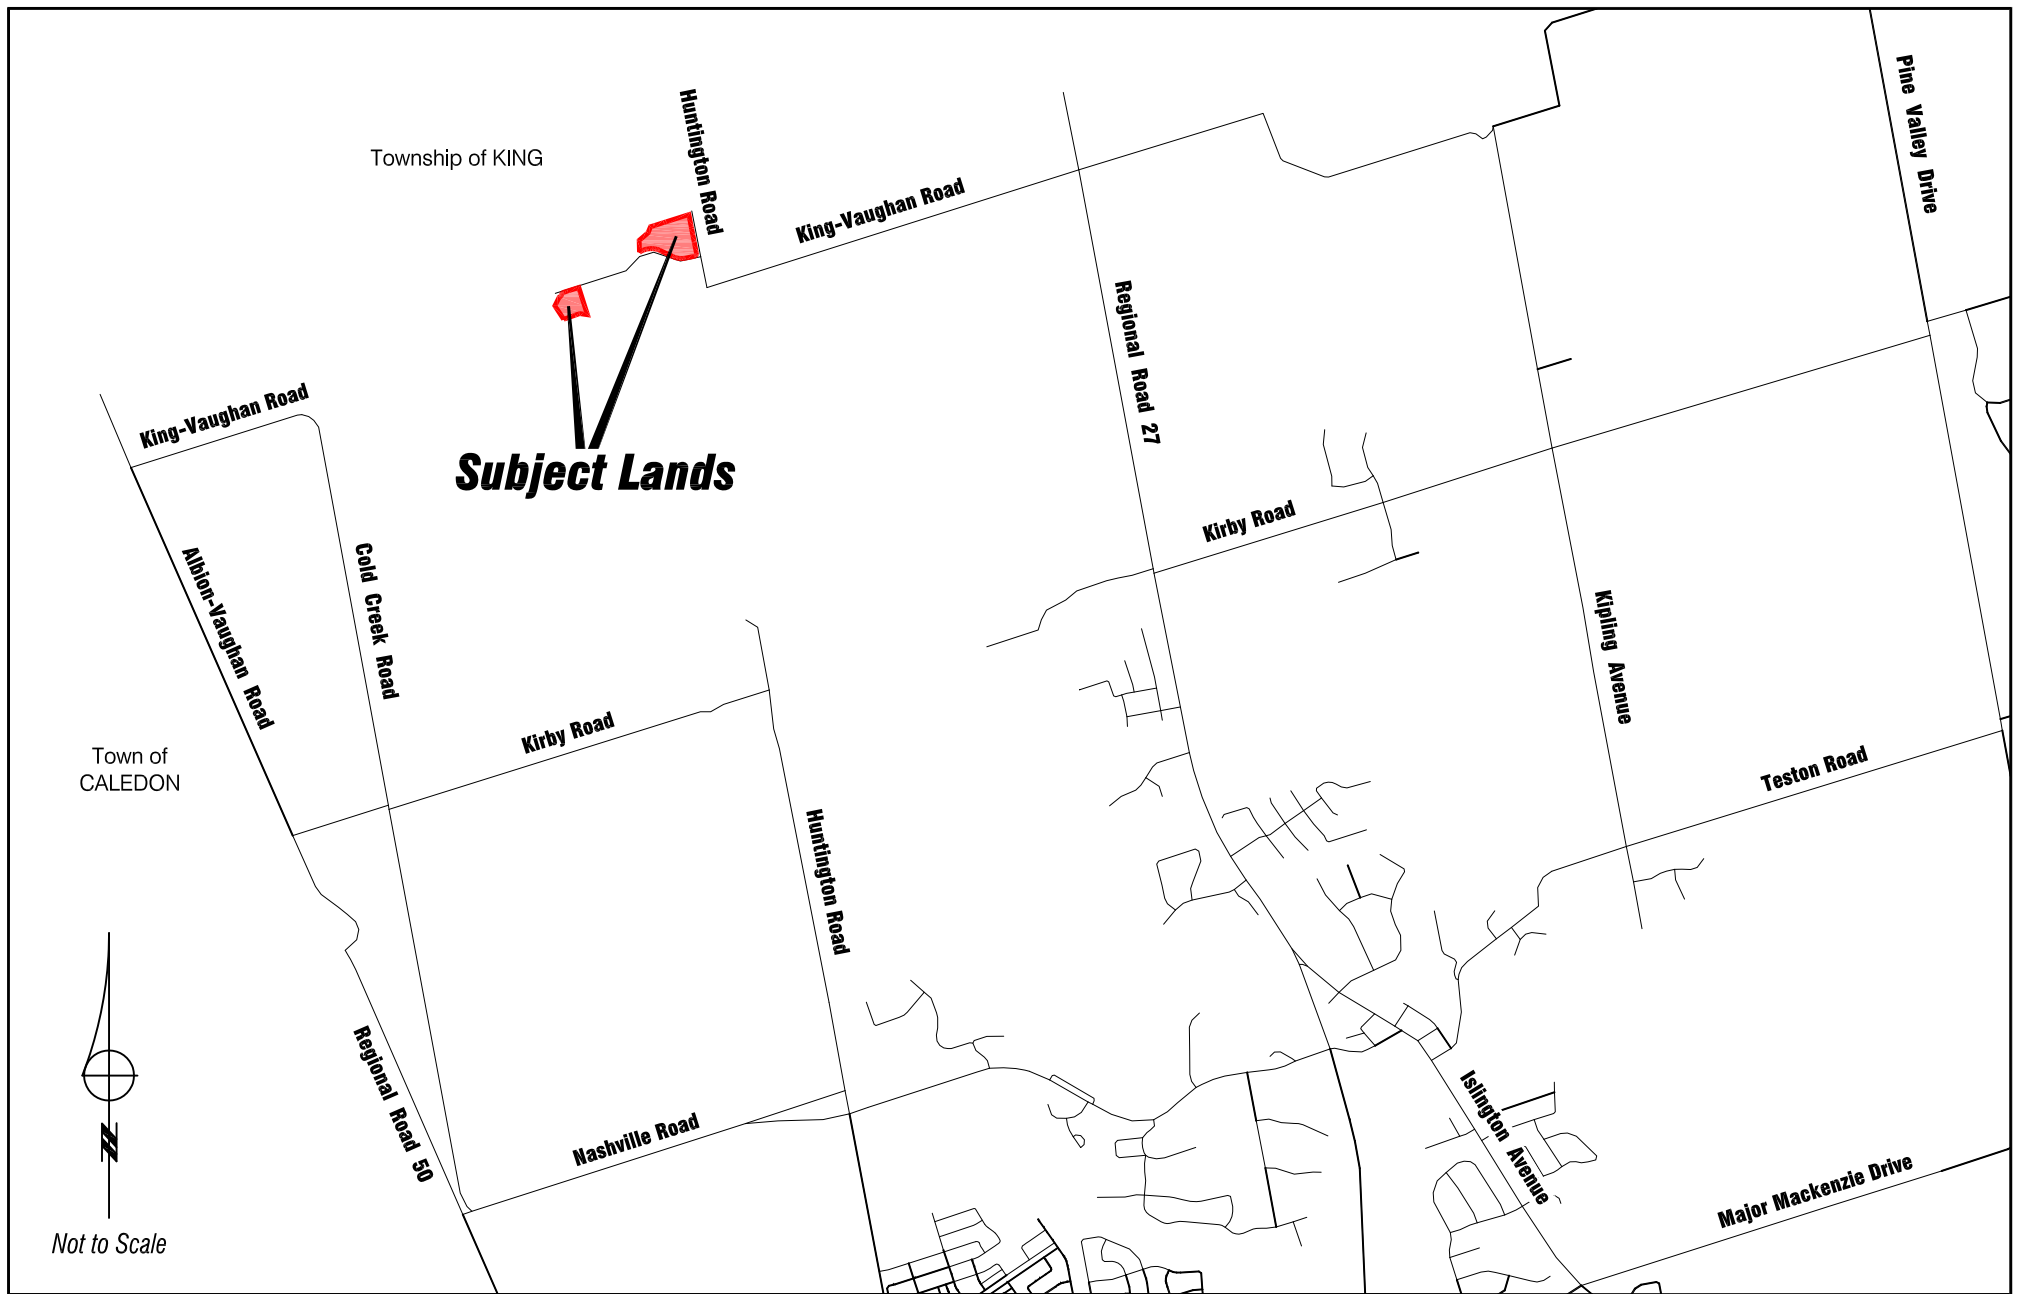 Pine Valley Drive
Huntington Road
Township of KING
King-Vaughan Road
Regional Road 27
King-Vaughan Road
Subject Lands
Kirby Road
Albion-Vaughan Road
Cold Creek Road
Kipling Avenue
Kirby Road
Town of
CALEDON
Teston Road
Huntington Road
Regional Road 50
N
Nashville Road
Islington Avenue
Major Mackenzie Drive
Not to Scale